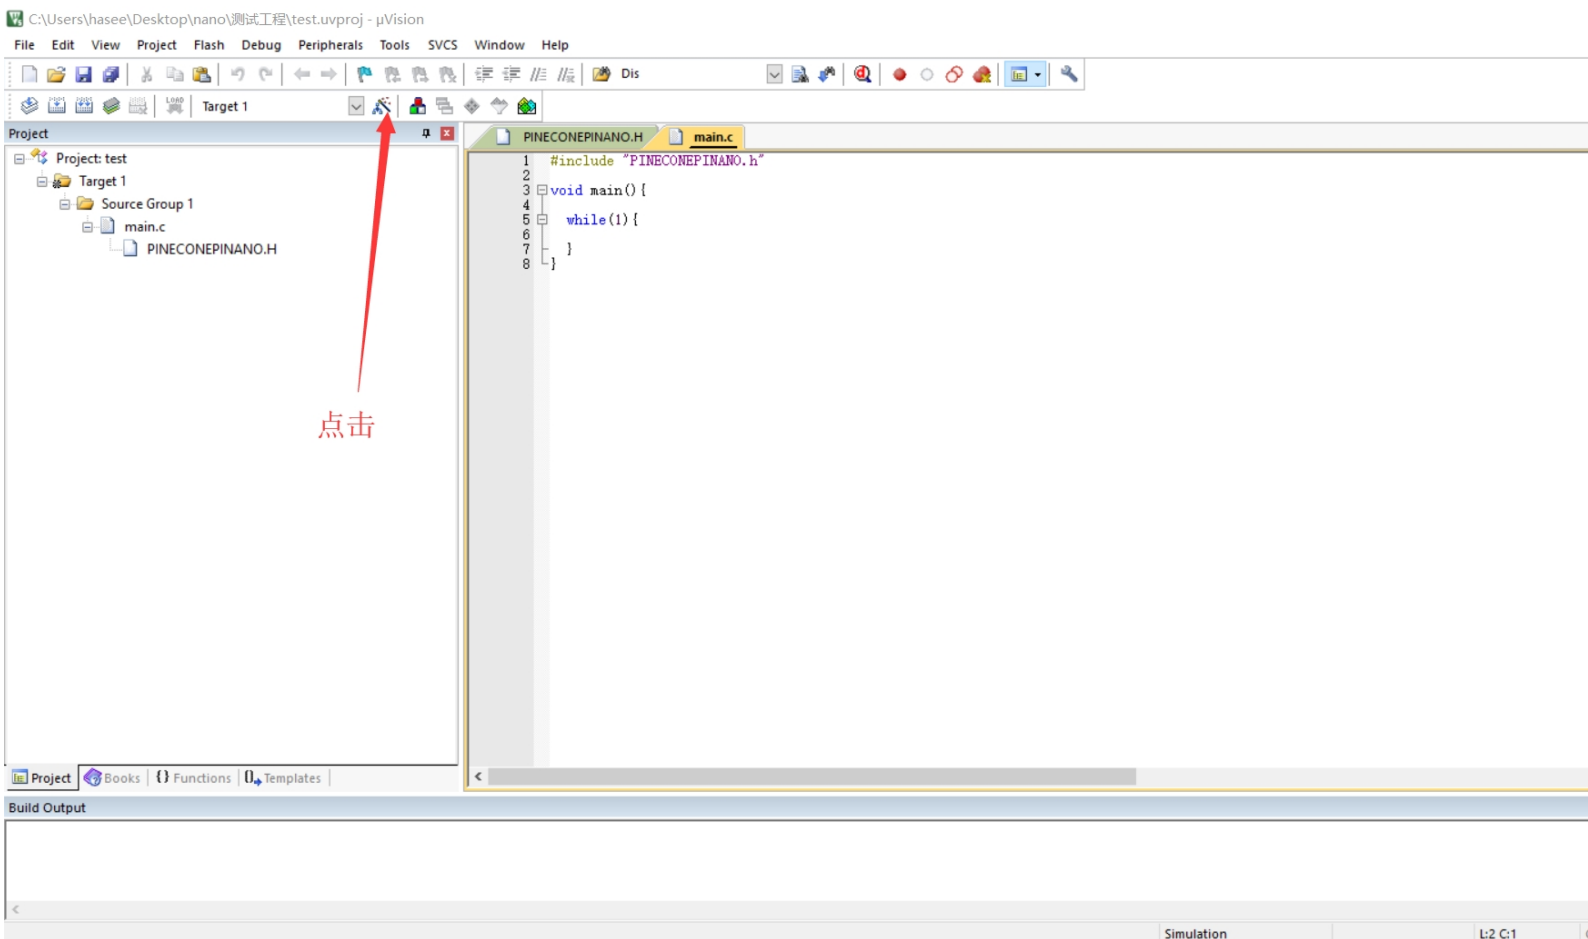 C:\Users\hasee\Desktop\nano\测试工程\test.uvproj - µVision
File Edit View Project Flash Debug Peripherals Tools SVCS Window Help
Dis
LOAD Target 1
Project
PINECONEPINANO.H main.c
Project: test
Target 1
Source Group 1
main.c
PINECONEPINANO.H
1 #include "PINECONEPINANO.h"
2
3 void main(){
4
5 while(1){
6
7 }
8 }
点击
Project Books {} Functions 0 Templates
Build Output
Simulation L:2 C:1